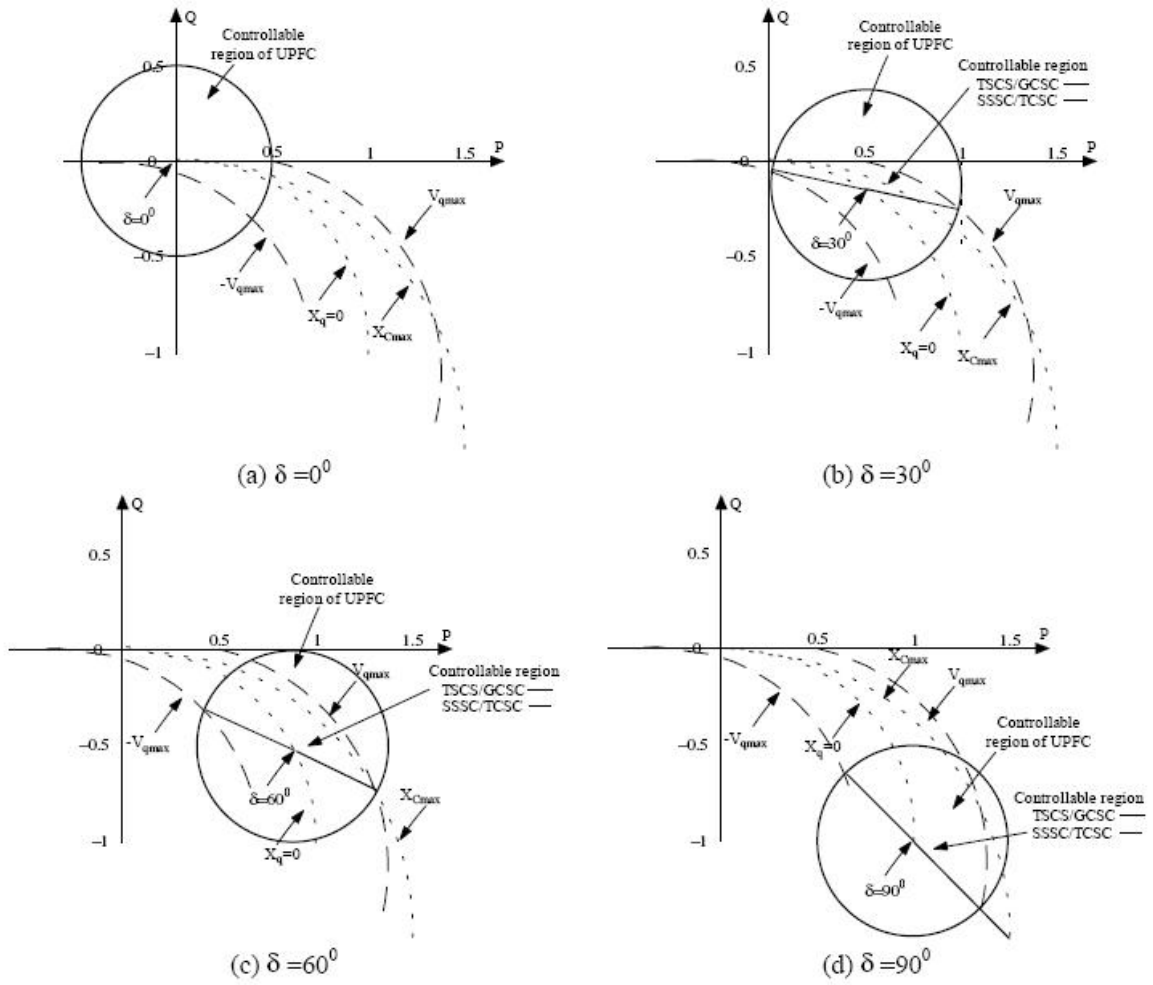 Q
Controllable
region of UPFC
0.5
P
0
0.5
1
1.5
δ=0⁰
V_qmax
−0.5
-V_qmax
X_q=0
X_Cmax
−1
(a) δ =0⁰
Q
Controllable
region of UPFC
Controllable region
TSCS/GCSC —
SSSC/TCSC —
0.5
P
0
0.5
1
1.5
V_qmax
δ=30⁰
−0.5
-V_qmax
X_q=0
X_Cmax
−1
(b) δ =30⁰
Q
0.5
Controllable
region of UPFC
P
0
0.5
1
1.5
V_qmax
Controllable region
TSCS/GCSC —
SSSC/TCSC —
-V_qmax
−0.5
δ=60⁰
X_Cmax
X_q=0
−1
(c) δ =60⁰
Q
0.5
P
0
0.5
1
1.5
X_Cmax
V_qmax
-V_qmax
X_q=0
−0.5
Controllable
region of UPFC
Controllable region
TSCS/GCSC —
SSSC/TCSC —
−1
δ=90⁰
(d) δ =90⁰